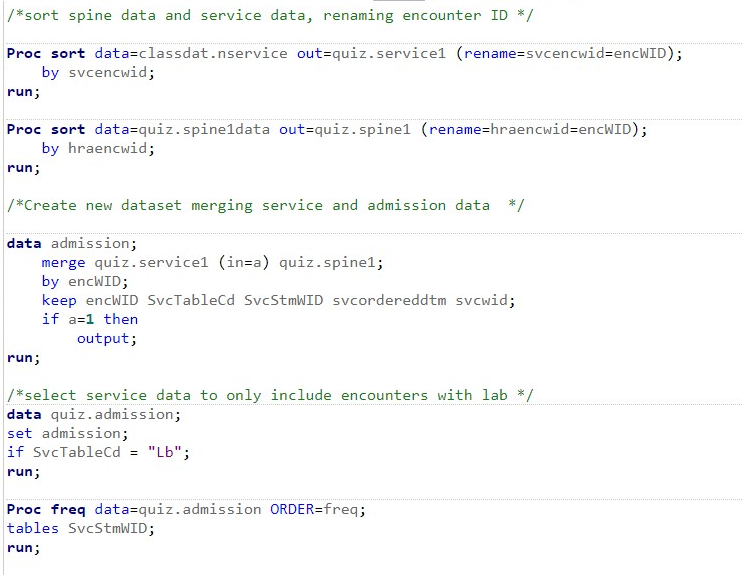 /*sort spine data and service data, renaming encounter ID */
Proc sort data=classdat.nservice out=quiz.service1 (rename=svcencwid=encWID);
by svcencwid;
run;
Proc sort data=quiz.spine1data out=quiz.spine1 (rename=hraencwid=encWID);
by hraencwid;
run;
/*Create new dataset merging service and admission data  */
data admission;
merge quiz.service1 (in=a) quiz.spine1;
by encWID;
keep encWID SvcTableCd SvcStmWID svcordereddtm svcwid;
if a=1 then
output;
run;
/*select service data to only include encounters with lab */
data quiz.admission;
set admission;
if SvcTableCd = "Lb";
run;
Proc freq data=quiz.admission ORDER=freq;
tables SvcStmWID;
run;